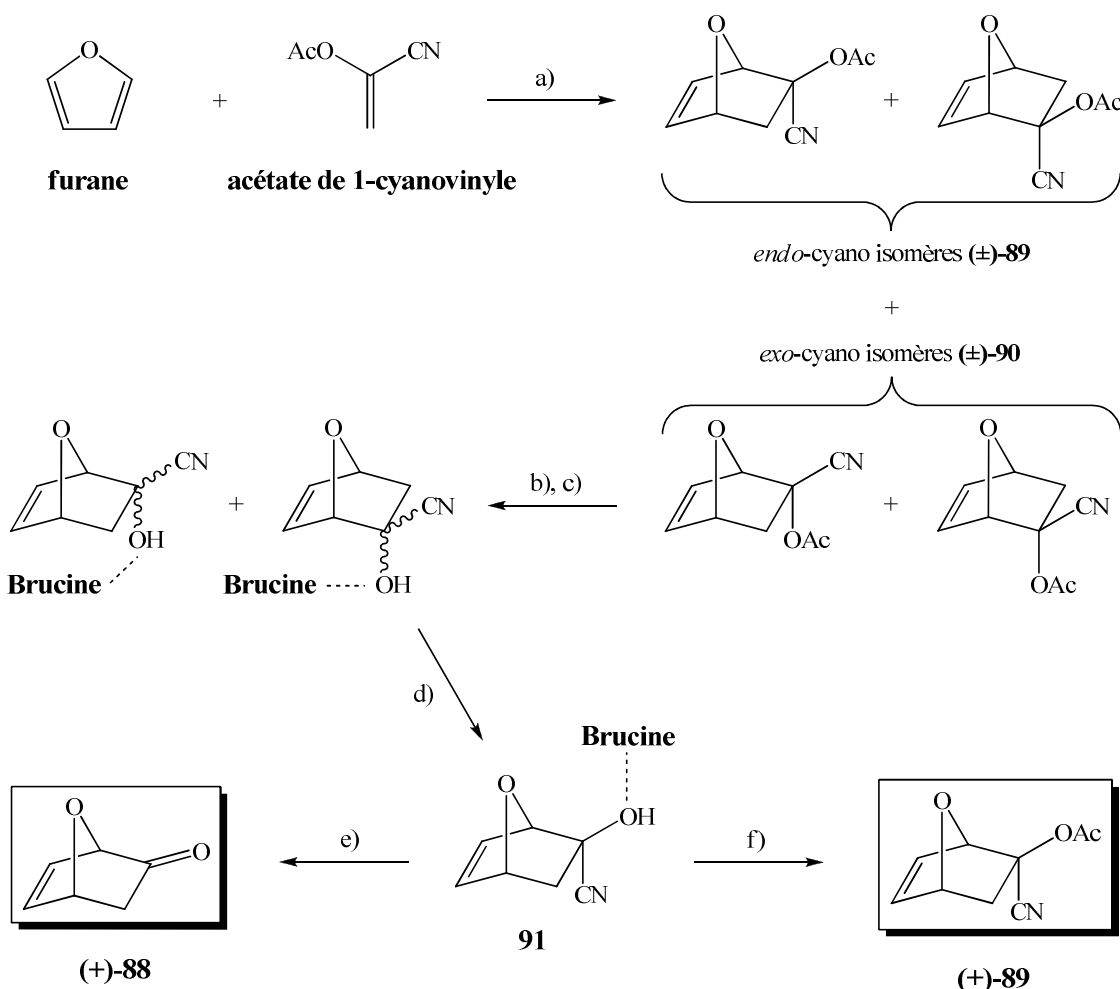 O
AcO
CN
+
a)
O
OAc
CN
+
O
OAc
CN
furane
acétate de 1-cyanovinyle
endo-cyano isomères (±)-89
+
exo-cyano isomères (±)-90
O
CN
OH
Brucine
+
O
CN
OH
Brucine
b), c)
O
CN
OAc
+
O
CN
OAc
d)
Brucine
O
OH
CN
91
e)
f)
O
O
(+)-88
O
OAc
CN
(+)-89